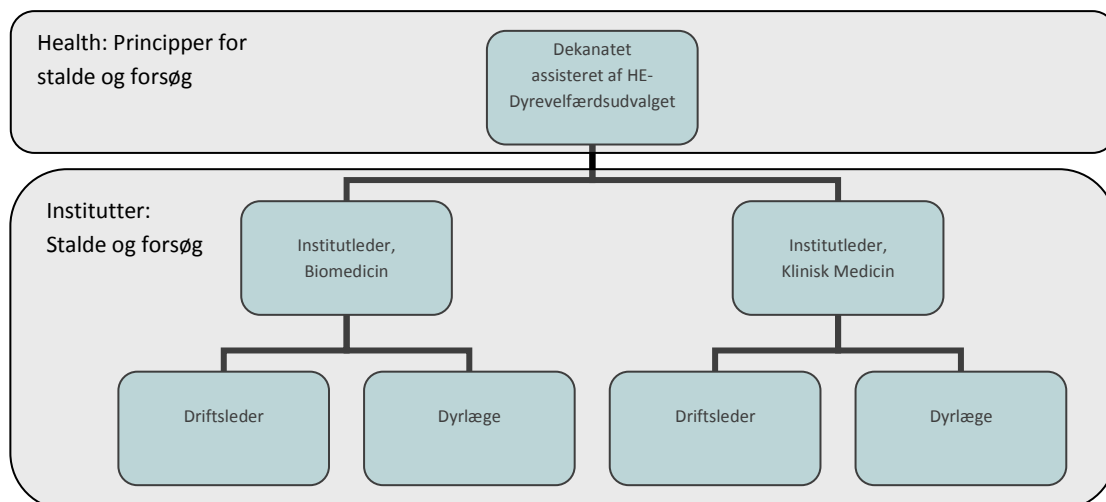 Health: Principper for
stalde og forsøg
Dekanatet
assisteret af HE-
Dyrevelfærdsudvalget
Institutter:
Stalde og forsøg
Institutleder,
Biomedicin
Institutleder,
Klinisk Medicin
Driftsleder
Dyrlæge
Driftsleder
Dyrlæge